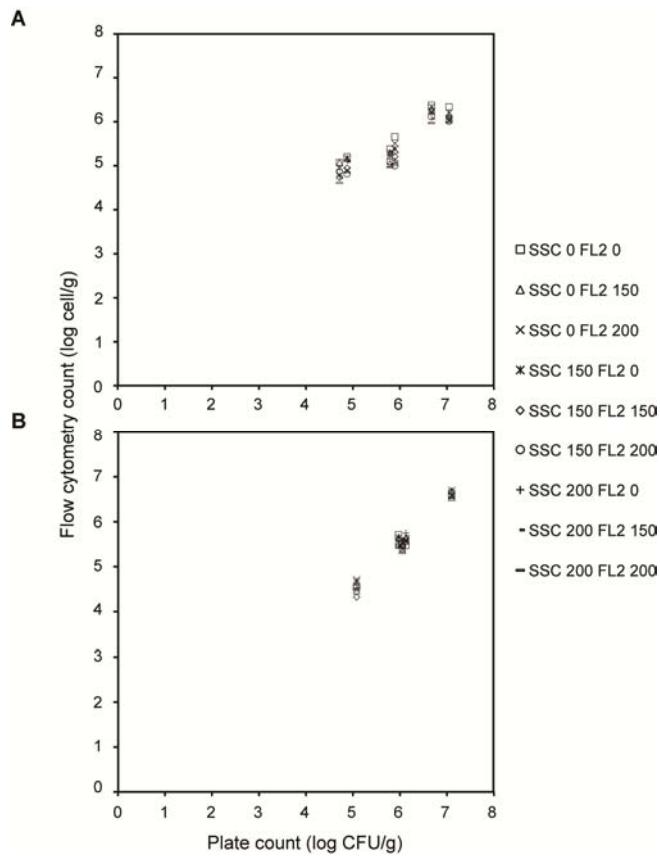 A
8
7
6
5
4
3
2
1
0
0 1 2 3 4 5 6 7 8
B
8
7
6
5
4
3
2
1
0
0 1 2 3 4 5 6 7 8
Flow cytometry count (log cell/g)
Plate count (log CFU/g)
SSC 0 FL2 0
SSC 0 FL2 150
SSC 0 FL2 200
SSC 150 FL2 0
SSC 150 FL2 150
SSC 150 FL2 200
SSC 200 FL2 0
SSC 200 FL2 150
SSC 200 FL2 200